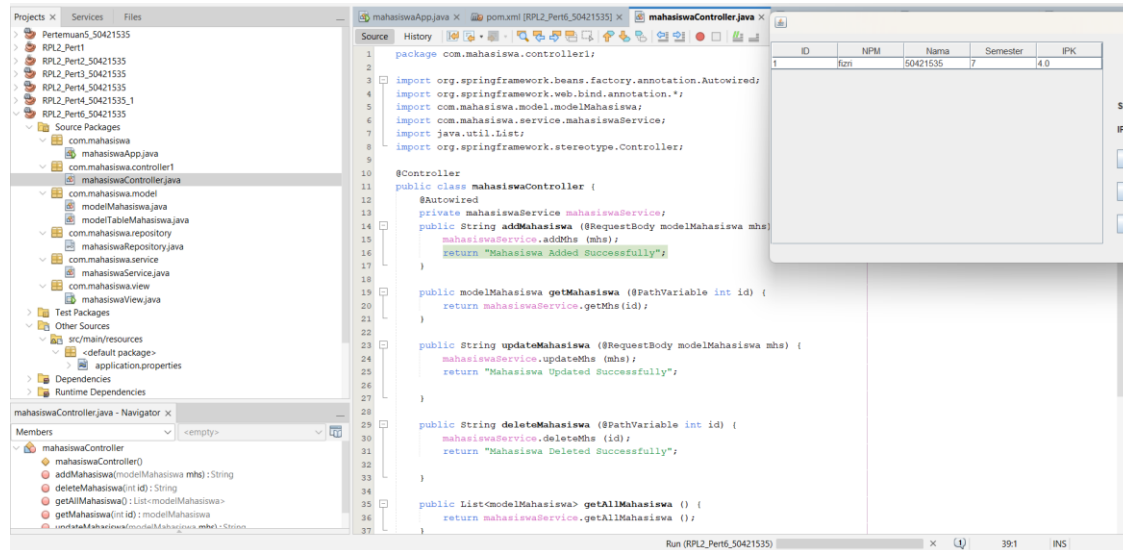 Projects × Services Files
Pertemuan5_50421535
RPL2_Pert1
RPL2_Pert2_50421535
RPL2_Pert3_50421535
RPL2_Pert4_50421535
RPL2_Pert4_50421535_1
RPL2_Pert6_50421535
Source Packages
com.mahasiswa
mahasiswaApp.java
com.mahasiswa.controller1
mahasiswaController.java
com.mahasiswa.model
modelMahasiswa.java
modelTableMahasiswa.java
com.mahasiswa.repository
mahasiswaRepository.java
com.mahasiswa.service
mahasiswaService.java
com.mahasiswa.view
mahasiswaView.java
Test Packages
Other Sources
src/main/resources
<default package>
application.properties
Dependencies
Runtime Dependencies
mahasiswaController.java - Navigator ×
Members <empty>
mahasiswaController
mahasiswaController()
addMahasiswa(modelMahasiswa mhs) : String
deleteMahasiswa(int id) : String
getAllMahasiswa() : List<modelMahasiswa>
getMahasiswa(int id) : modelMahasiswa
updateMahasiswa(modelMahasiswa mhs) : String
mahasiswaApp.java × pom.xml [RPL2_Pert6_50421535] × mahasiswaController.java ×
Source History
1 package com.mahasiswa.controller1;
2
3 import org.springframework.beans.factory.annotation.Autowired;
4 import org.springframework.web.bind.annotation.*;
5 import com.mahasiswa.model.modelMahasiswa;
6 import com.mahasiswa.service.mahasiswaService;
7 import java.util.List;
8 import org.springframework.stereotype.Controller;
9
10 @Controller
11 public class mahasiswaController {
12 @Autowired
13 private mahasiswaService mahasiswaService;
14 public String addMahasiswa (@RequestBody modelMahasiswa mhs)
15 mahasiswaService.addMhs (mhs);
16 return "Mahasiswa Added Successfully";
17 }
18
19 public modelMahasiswa getMahasiswa (@PathVariable int id) {
20 return mahasiswaService.getMhs(id);
21 }
22
23 public String updateMahasiswa (@RequestBody modelMahasiswa mhs) {
24 mahasiswaService.updateMhs (mhs);
25 return "Mahasiswa Updated Successfully";
26
27 }
28
29 public String deleteMahasiswa (@PathVariable int id) {
30 mahasiswaService.deleteMhs (id);
31 return "Mahasiswa Deleted Successfully";
32
33 }
34
35 public List<modelMahasiswa> getAllMahasiswa () {
36 return mahasiswaService.getAllMahasiswa ();
37 }
ID NPM Nama Semester IPK
1 fizri 50421535 7 4.0
S
IP
Run (RPL2_Pert6_50421535) × (1) 39:1 INS